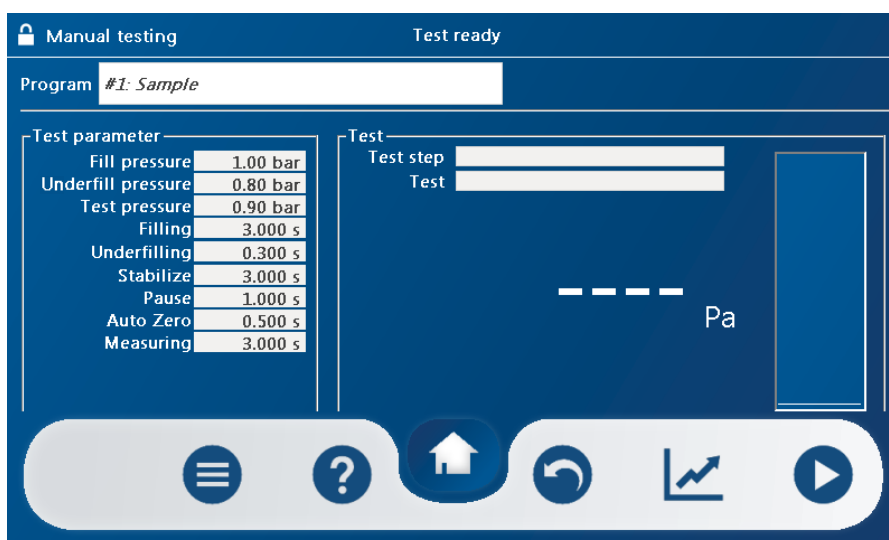 Manual testing
Test ready
Program #1: Sample
Test parameter
Fill pressure 1.00 bar
Underfill pressure 0.80 bar
Test pressure 0.90 bar
Filling 3.000 s
Underfilling 0.300 s
Stabilize 3.000 s
Pause 1.000 s
Auto Zero 0.500 s
Measuring 3.000 s
Test
Test step
Test
– – – –
Pa
?